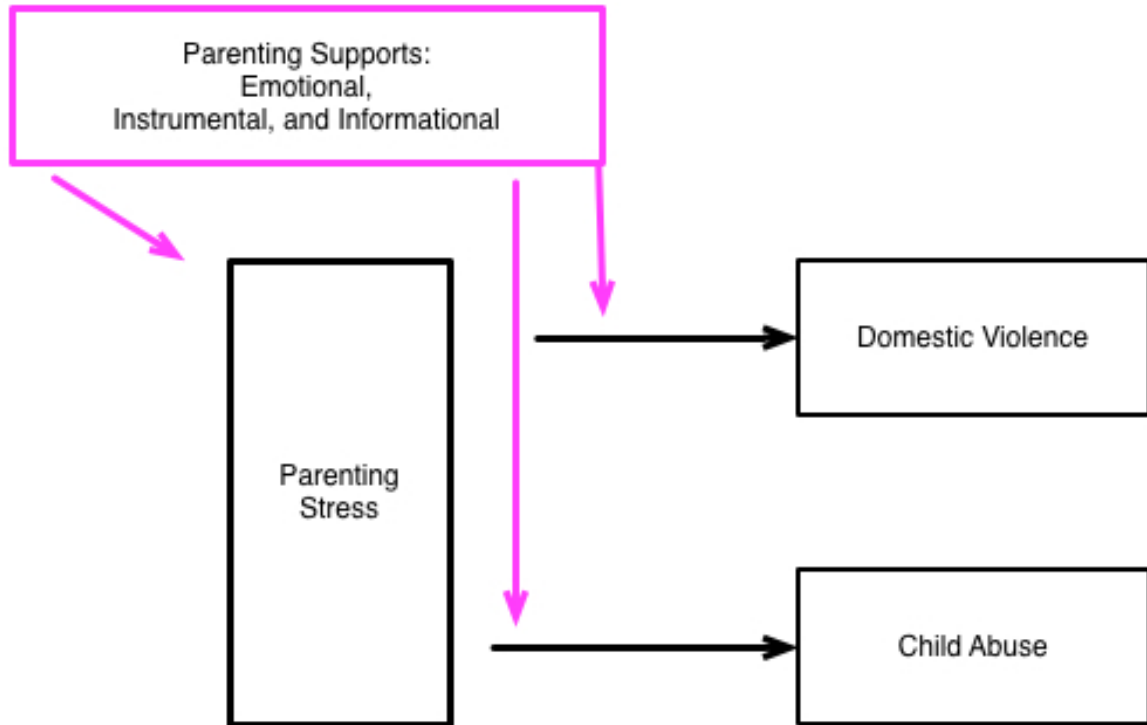 Parenting Supports:
Emotional,
Instrumental, and Informational
Domestic Violence
Parenting
Stress
Child Abuse